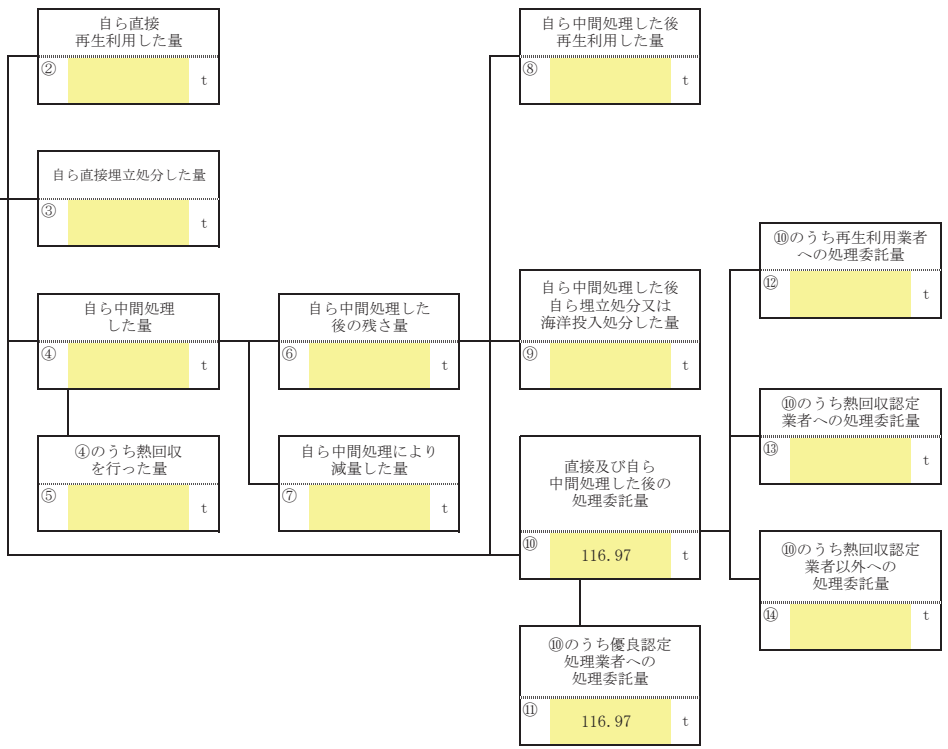 自ら直接
再生利用した量
②
t
自ら直接埋立処分した量
③
t
自ら中間処理
した量
④
t
④のうち熱回収
を行った量
⑤
t
自ら中間処理した
後の残さ量
⑥
t
自ら中間処理により
減量した量
⑦
t
自ら中間処理した後
再生利用した量
⑧
t
自ら中間処理した後
自ら埋立処分又は
海洋投入処分した量
⑨
t
直接及び自ら
中間処理した後の
処理委託量
⑩ 116.97 t
⑩のうち優良認定
処理業者への
処理委託量
⑪ 116.97 t
⑩のうち再生利用業者
への処理委託量
⑫
t
⑩のうち熱回収認定
業者への処理委託量
⑬
t
⑩のうち熱回収認定
業者以外への
処理委託量
⑭
t